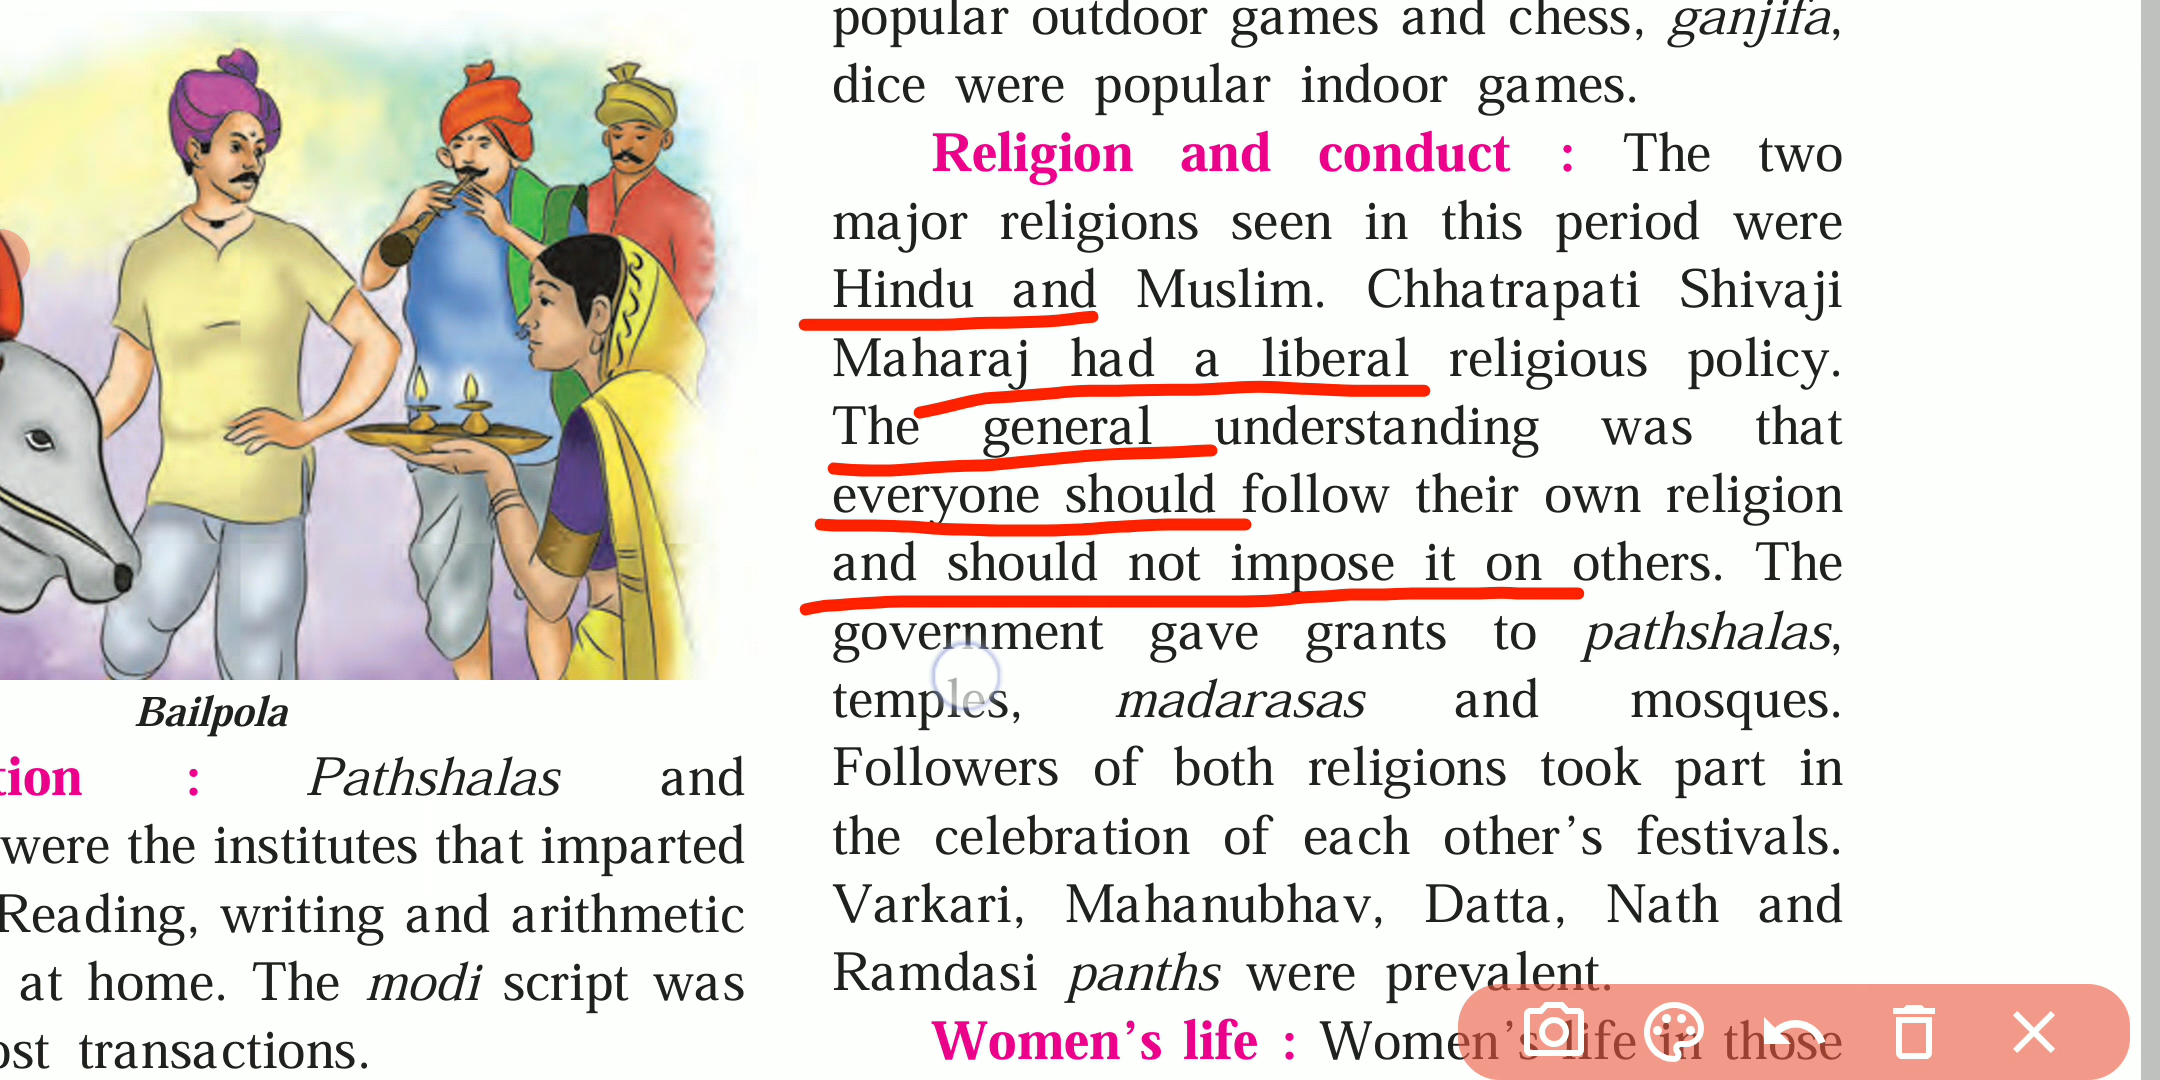 Bailpola
tion : Pathshalas and
were the institutes that imparted
Reading, writing and arithmetic
at home. The modi script was
ost transactions.
popular outdoor games and chess, ganjifa,
dice were popular indoor games.
Religion and conduct : The two
major religions seen in this period were
Hindu and Muslim. Chhatrapati Shivaji
Maharaj had a liberal religious policy.
The general understanding was that
everyone should follow their own religion
and should not impose it on others. The
government gave grants to pathshalas,
temples, madarasas and mosques.
Followers of both religions took part in
the celebration of each other’s festivals.
Varkari, Mahanubhav, Datta, Nath and
Ramdasi panths were prevalent.
Women’s life : Women’s life in those